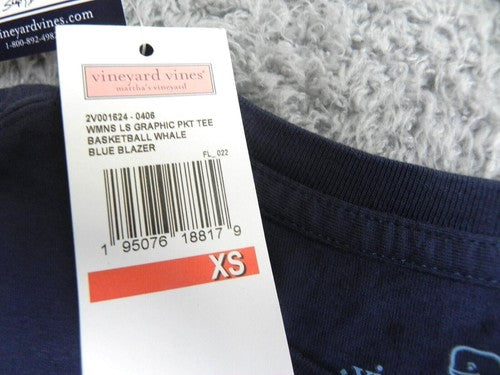 vineyardvines.com
1-800-892-4982
vineyard vines®
martha's vineyard
2V001624 - 0406
WMNS LS GRAPHIC PKT TEE
BASKETBALL WHALE
BLUE BLAZER
FL_022
1 95076 18817 9
XS